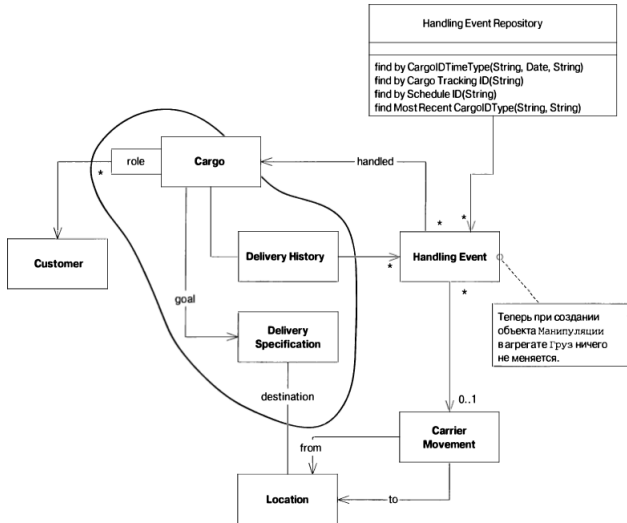 Handling Event Repository
find by CargoIDTimeType(String, Date, String)
find by Cargo Tracking ID(String)
find by Schedule ID(String)
find Most Recent CargoIDType(String, String)
role
Cargo
handled
*
*
*
Customer
Delivery History
*
Handling Event
*
goal
Теперь при создании
объекта Манипуляции
в агрегате Груз ничего
не меняется.
Delivery
Specification
destination
0..1
Carrier
Movement
from
Location
to